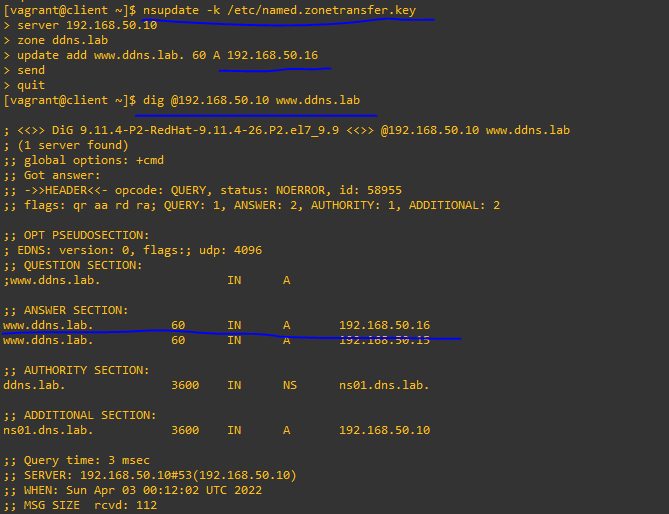 [vagrant@client ~]$ nsupdate -k /etc/named.zonetransfer.key
> server 192.168.50.10
> zone ddns.lab
> update add www.ddns.lab. 60 A 192.168.50.16
> send
> quit
[vagrant@client ~]$ dig @192.168.50.10 www.ddns.lab

; <<>> DiG 9.11.4-P2-RedHat-9.11.4-26.P2.el7_9.9 <<>> @192.168.50.10 www.ddns.lab
; (1 server found)
;; global options: +cmd
;; Got answer:
;; ->>HEADER<<- opcode: QUERY, status: NOERROR, id: 58955
;; flags: qr aa rd ra; QUERY: 1, ANSWER: 2, AUTHORITY: 1, ADDITIONAL: 2

;; OPT PSEUDOSECTION:
; EDNS: version: 0, flags:; udp: 4096
;; QUESTION SECTION:
;www.ddns.lab. IN A

;; ANSWER SECTION:
www.ddns.lab. 60 IN A 192.168.50.16
www.ddns.lab. 60 IN A 192.168.50.15

;; AUTHORITY SECTION:
ddns.lab. 3600 IN NS ns01.dns.lab.

;; ADDITIONAL SECTION:
ns01.dns.lab. 3600 IN A 192.168.50.10

;; Query time: 3 msec
;; SERVER: 192.168.50.10#53(192.168.50.10)
;; WHEN: Sun Apr 03 00:12:02 UTC 2022
;; MSG SIZE rcvd: 112